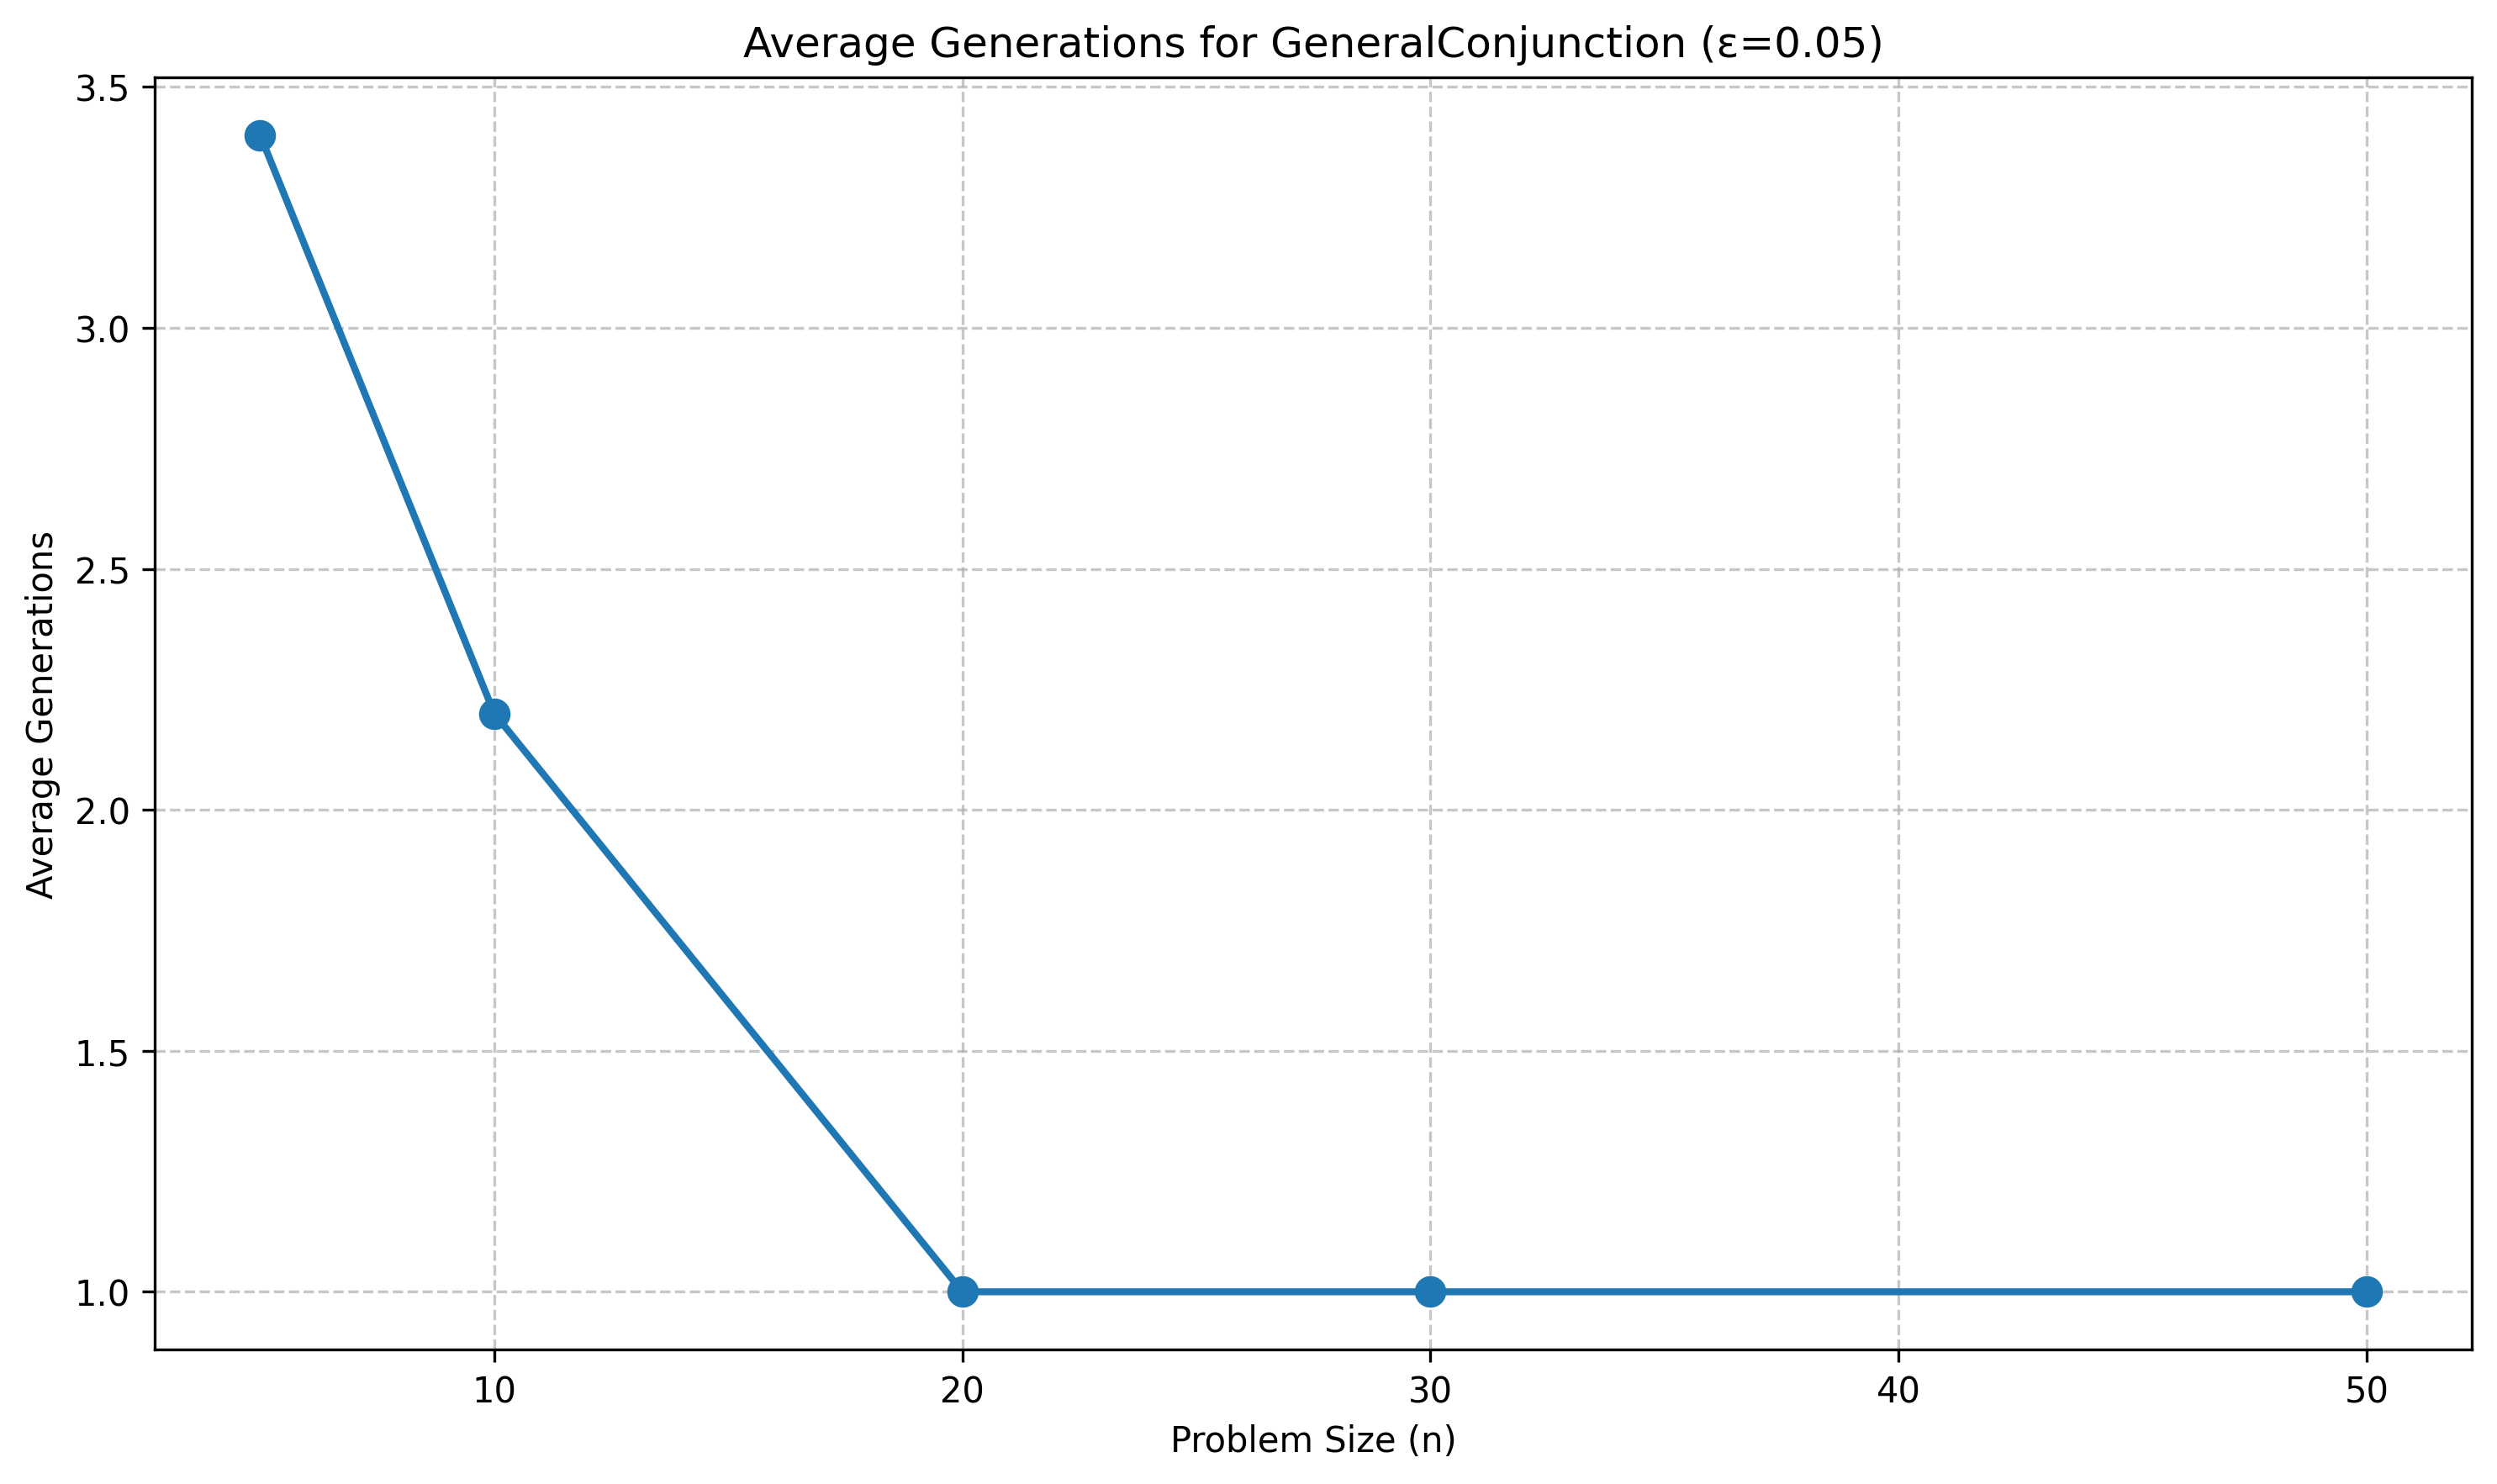 Average Generations for GeneralConjunction (ε=0.05)
3.5
3.0
2.5
2.0
1.5
1.0
Average Generations
10 20 30 40 50
Problem Size (n)